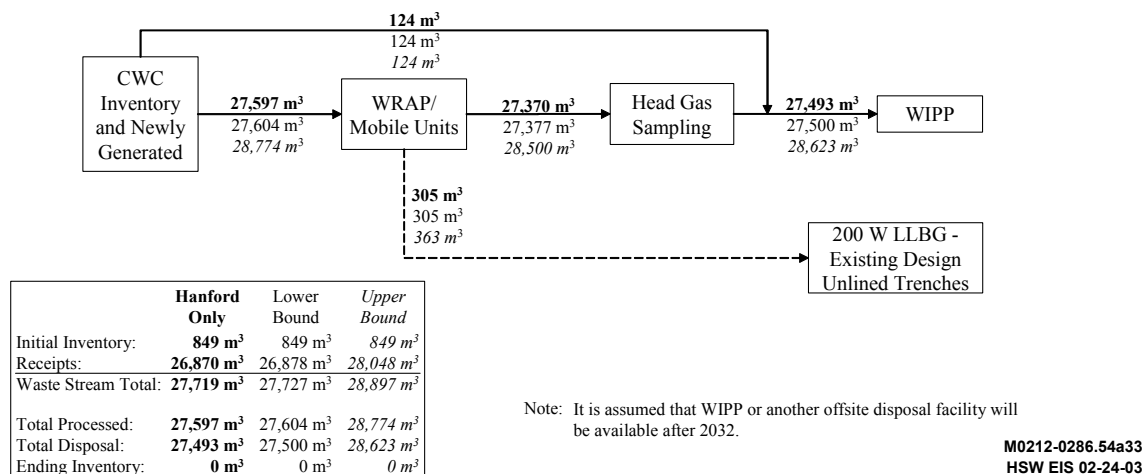 124 m³
124 m³
124 m³
CWC
Inventory
and Newly
Generated
27,597 m³
27,604 m³
28,774 m³
WRAP/
Mobile Units
27,370 m³
27,377 m³
28,500 m³
Head Gas
Sampling
27,493 m³
27,500 m³
28,623 m³
WIPP
305 m³
305 m³
363 m³
200 W LLBG -
Existing Design
Unlined Trenches
Hanford Lower Upper
Only Bound Bound
Initial Inventory: 849 m³ 849 m³ 849 m³
Receipts: 26,870 m³ 26,878 m³ 28,048 m³
Waste Stream Total: 27,719 m³ 27,727 m³ 28,897 m³
Total Processed: 27,597 m³ 27,604 m³ 28,774 m³
Total Disposal: 27,493 m³ 27,500 m³ 28,623 m³
Ending Inventory: 0 m³ 0 m³ 0 m³
Note: It is assumed that WIPP or another offsite disposal facility will
be available after 2032.
M0212-0286.54a33
HSW EIS 02-24-03